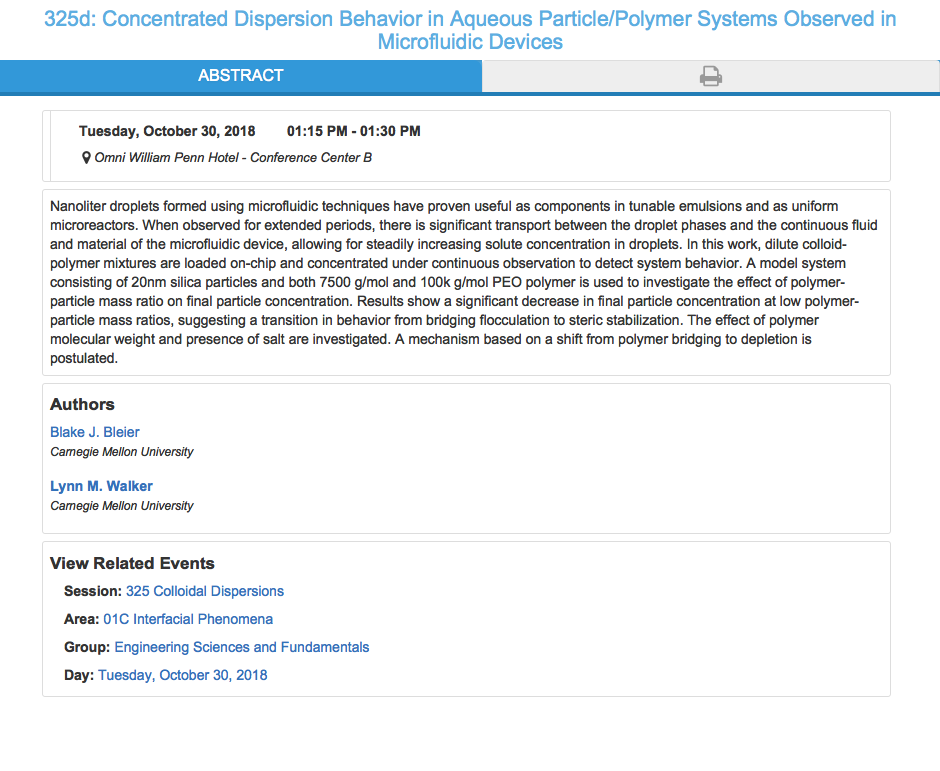 325d: Concentrated Dispersion Behavior in Aqueous Particle/Polymer Systems Observed in
Microfluidic Devices
ABSTRACT
Tuesday, October 30, 2018 01:15 PM - 01:30 PM
Omni William Penn Hotel - Conference Center B
Nanoliter droplets formed using microfluidic techniques have proven useful as components in tunable emulsions and as uniform
microreactors. When observed for extended periods, there is significant transport between the droplet phases and the continuous fluid
and material of the microfluidic device, allowing for steadily increasing solute concentration in droplets. In this work, dilute colloid-
polymer mixtures are loaded on-chip and concentrated under continuous observation to detect system behavior. A model system
consisting of 20nm silica particles and both 7500 g/mol and 100k g/mol PEO polymer is used to investigate the effect of polymer-
particle mass ratio on final particle concentration. Results show a significant decrease in final particle concentration at low polymer-
particle mass ratios, suggesting a transition in behavior from bridging flocculation to steric stabilization. The effect of polymer
molecular weight and presence of salt are investigated. A mechanism based on a shift from polymer bridging to depletion is
postulated.
Authors
Blake J. Bleier
Carnegie Mellon University
Lynn M. Walker
Carnegie Mellon University
View Related Events
Session: 325 Colloidal Dispersions
Area: 01C Interfacial Phenomena
Group: Engineering Sciences and Fundamentals
Day: Tuesday, October 30, 2018